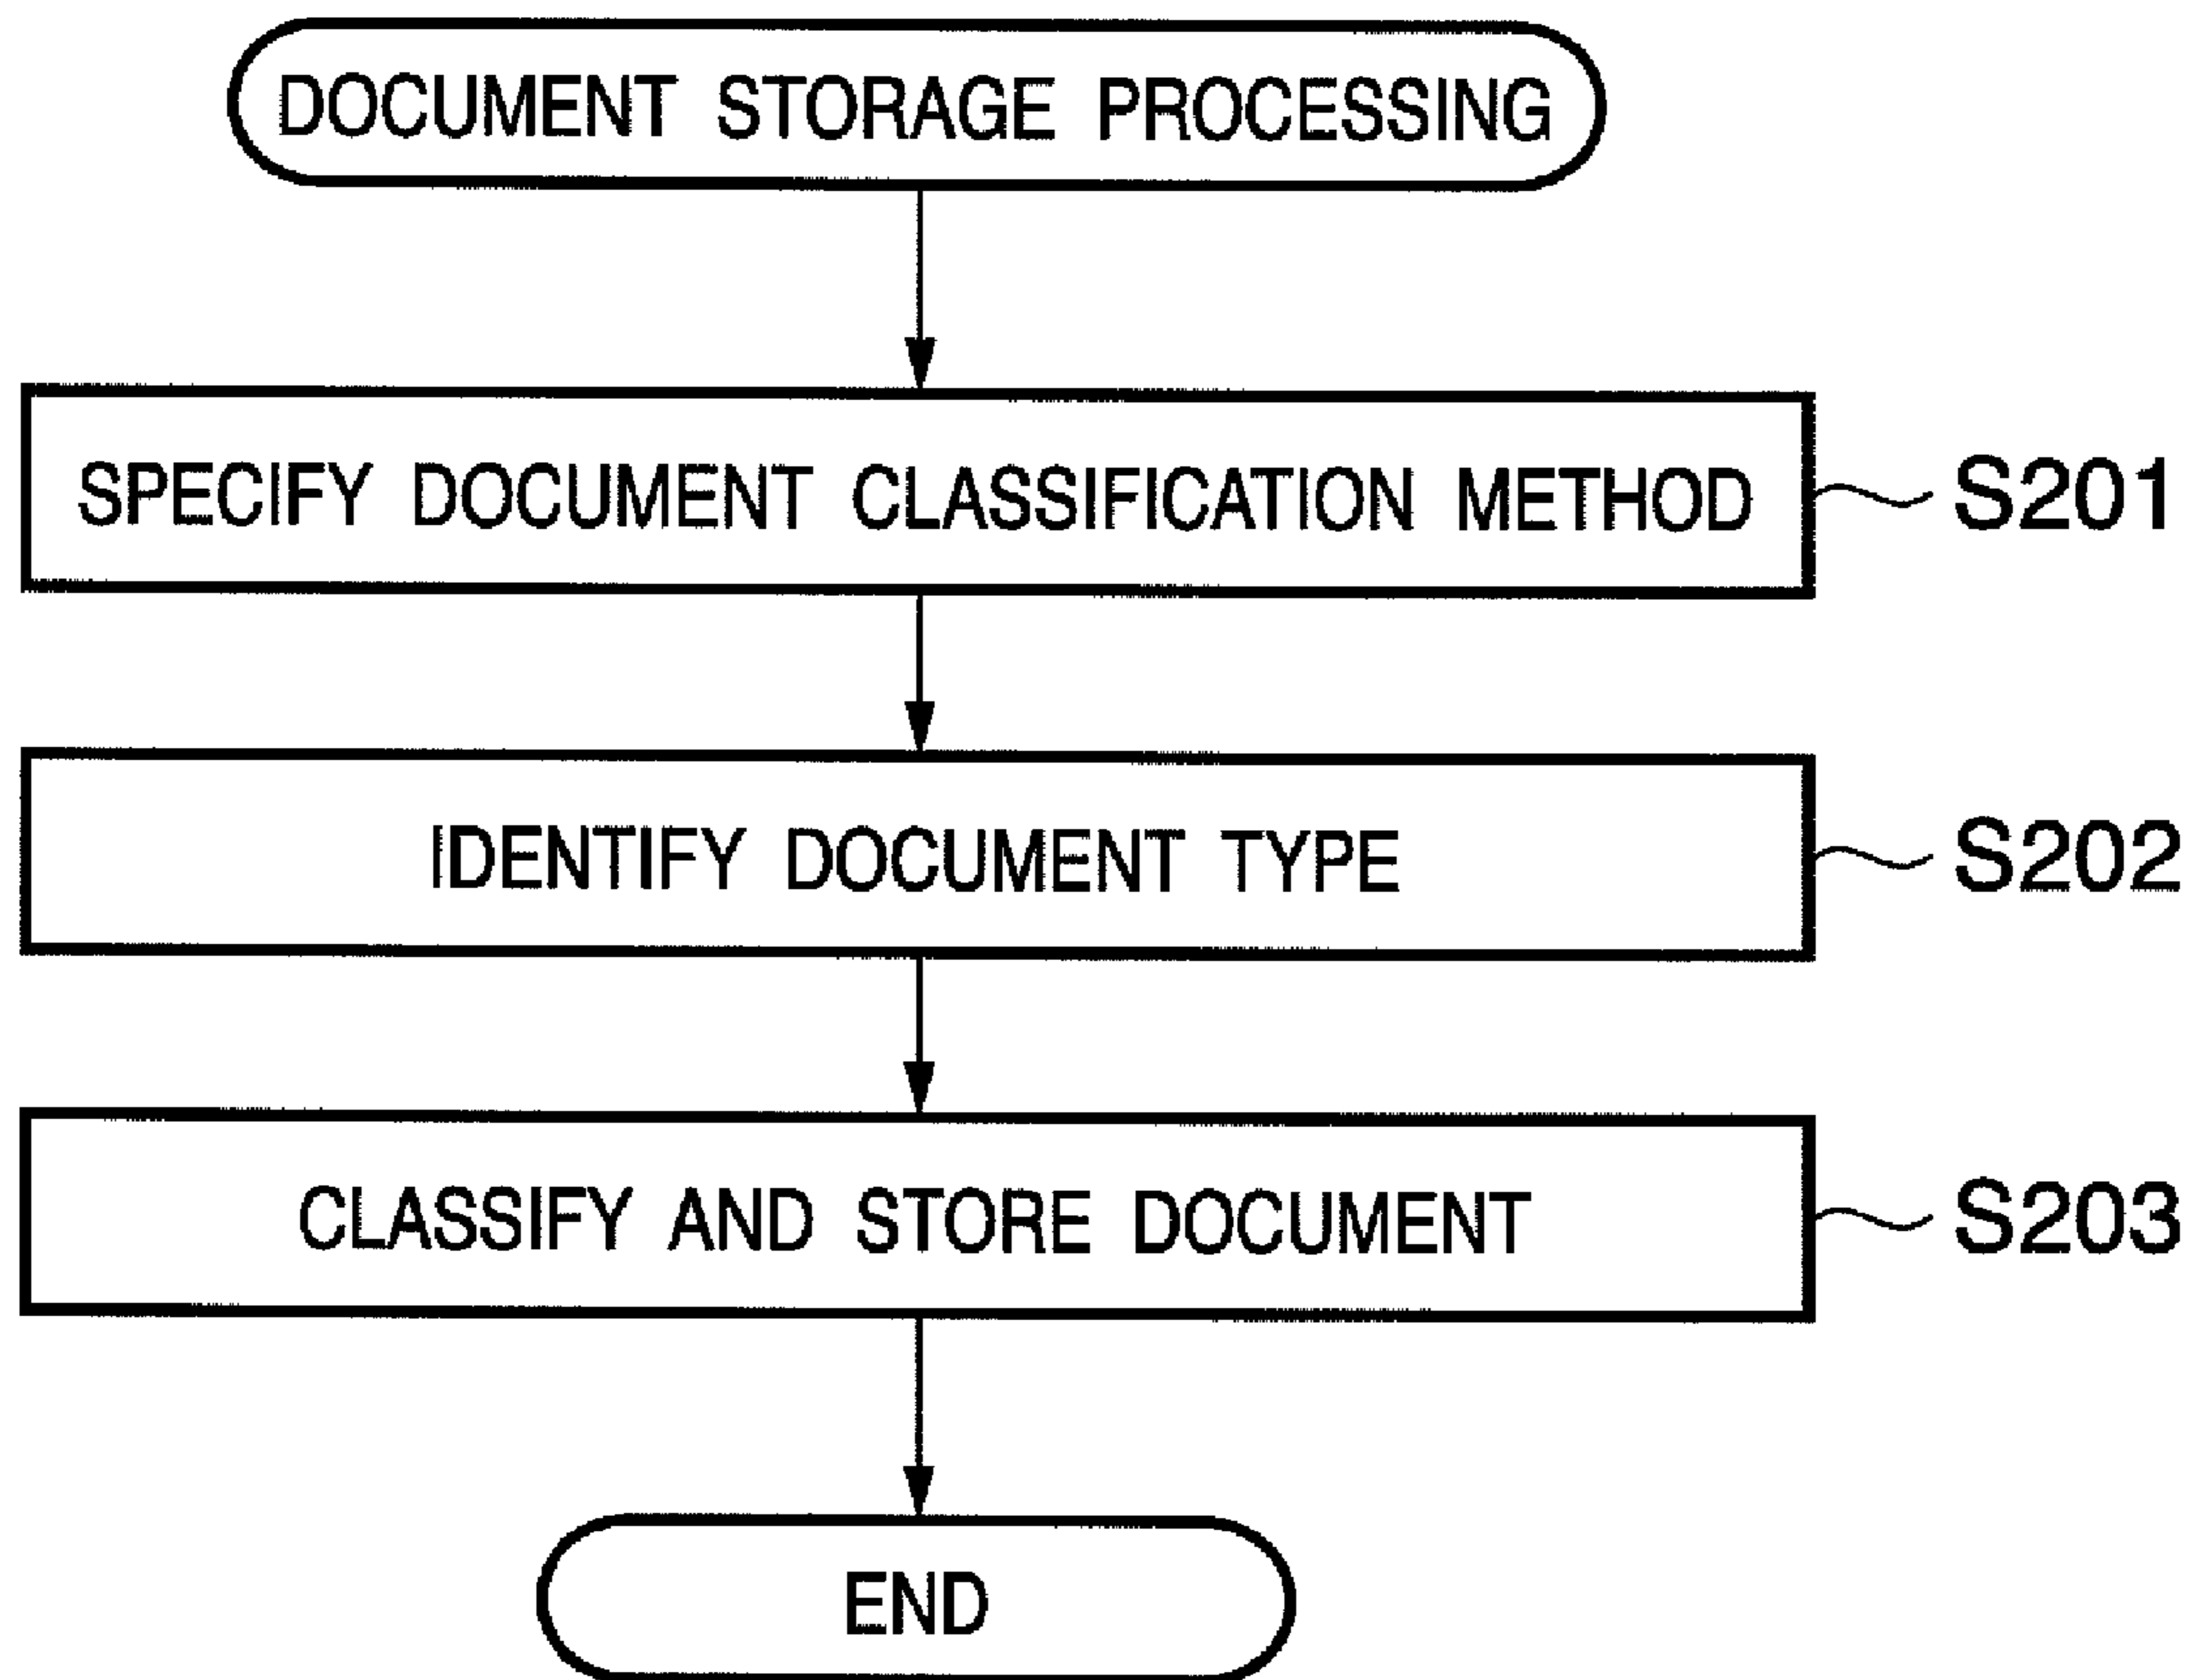 DOCUMENT STORAGE PROCESSING
SPECIFY DOCUMENT CLASSIFICATION METHOD
S201
IDENTIFY DOCUMENT TYPE
S202
CLASSIFY AND STORE DOCUMENT
S203
END